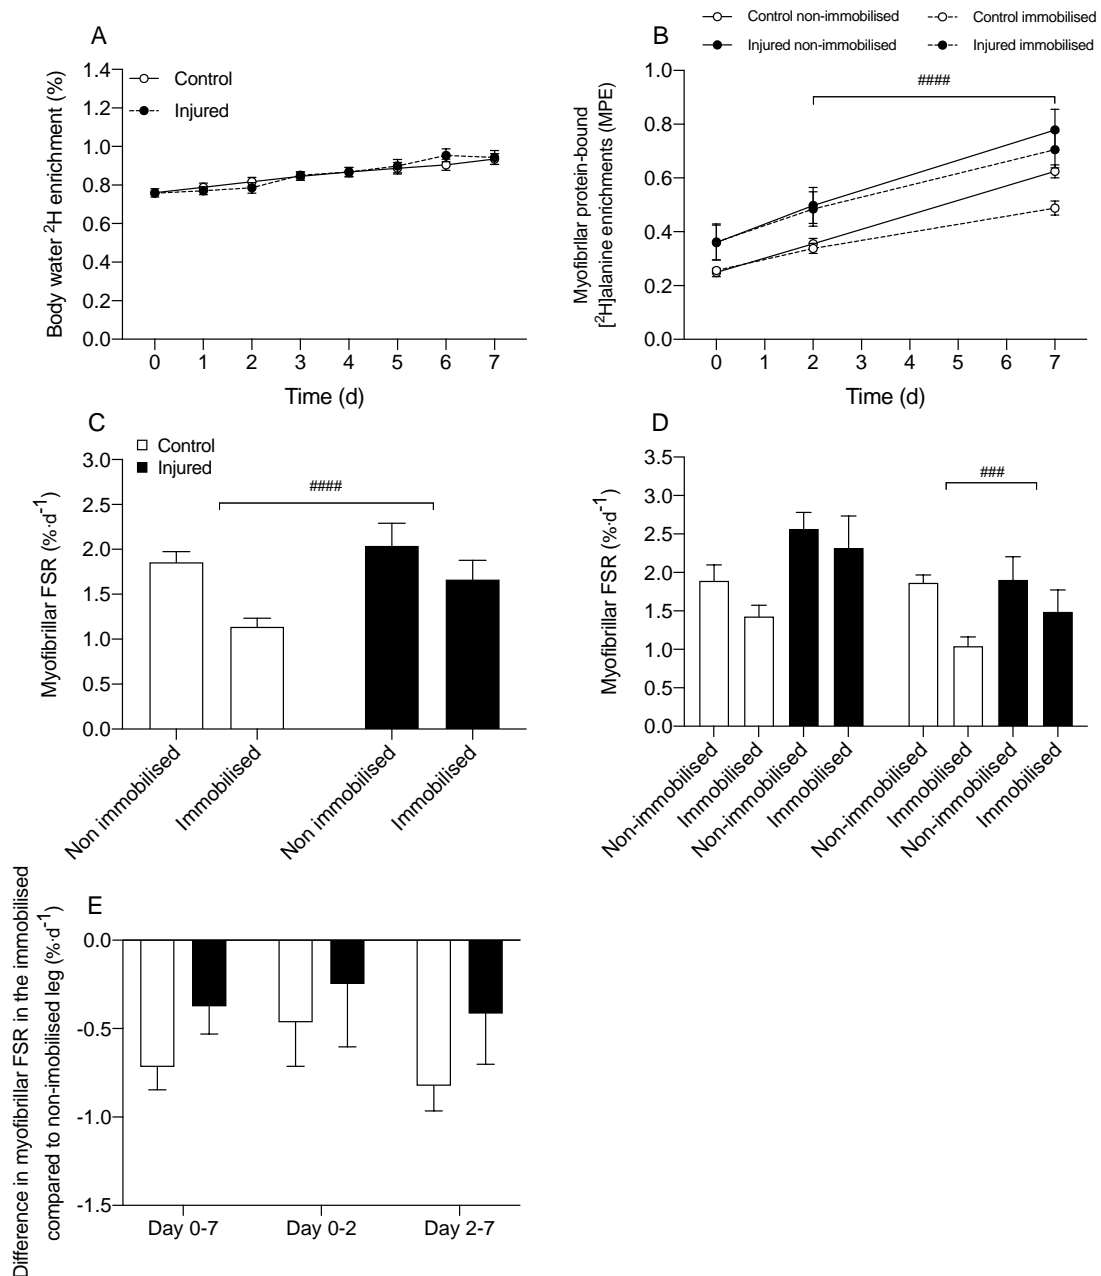 A
1.4
1.2
1.0
0.8
0.6
0.4
0.2
0.0
Body water ²H enrichment (%)
Control
Injured
0 1 2 3 4 5 6 7
Time (d)
Control non-immobilised
Control immobilised
Injured non-immobilised
Injured immobilised
B
1.0
0.8
0.6
0.4
0.2
0.0
Myofibrllar protein-bound
[²H]alanine enrichments (MPE)
####
0 1 2 3 4 5 6 7
Time (d)
C
Control
Injured
3.0
2.5
2.0
1.5
1.0
0.5
0.0
Myofibrillar FSR (%·d⁻¹)
####
Non immobilised
Immobilised
Non immobilised
Immobilised
D
3.5
3.0
2.5
2.0
1.5
1.0
0.5
0.0
Myofibrillar FSR (%·d⁻¹)
###
Non-immobilised
Immobilised
Non-immobilised
Immobilised
Non-immobilised
Immobilised
Non-immobilised
Immobilised
E
Difference in myofibrillar FSR in the immobilised
compared to non-imobilised leg (%·d⁻¹)
0.0
-0.5
-1.0
-1.5
Day 0-7 Day 0-2 Day 2-7